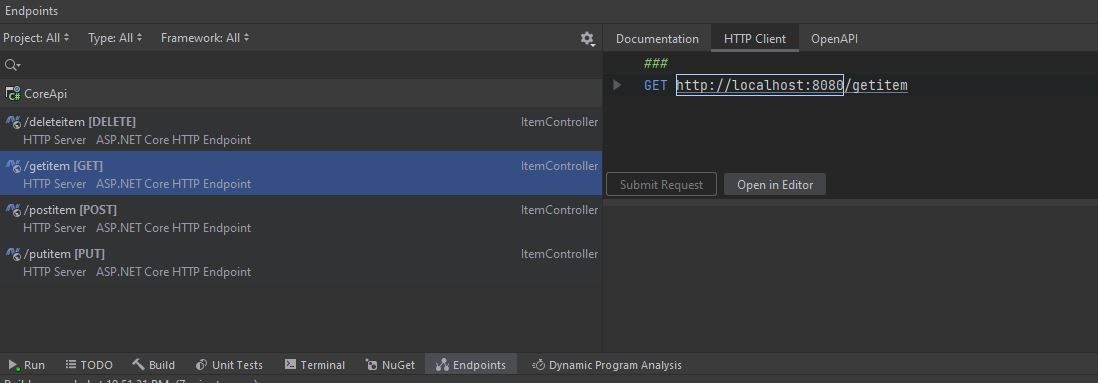 Endpoints
Project: All Type: All Framework: All
Documentation HTTP Client OpenAPI
###
GET http://localhost:8080/getitem
CoreApi
/deleteitem [DELETE] ItemController
HTTP Server ASP.NET Core HTTP Endpoint
/getitem [GET] ItemController
HTTP Server ASP.NET Core HTTP Endpoint
Submit Request Open in Editor
/postitem [POST] ItemController
HTTP Server ASP.NET Core HTTP Endpoint
/putitem [PUT] ItemController
HTTP Server ASP.NET Core HTTP Endpoint
Run TODO Build Unit Tests Terminal NuGet Endpoints Dynamic Program Analysis